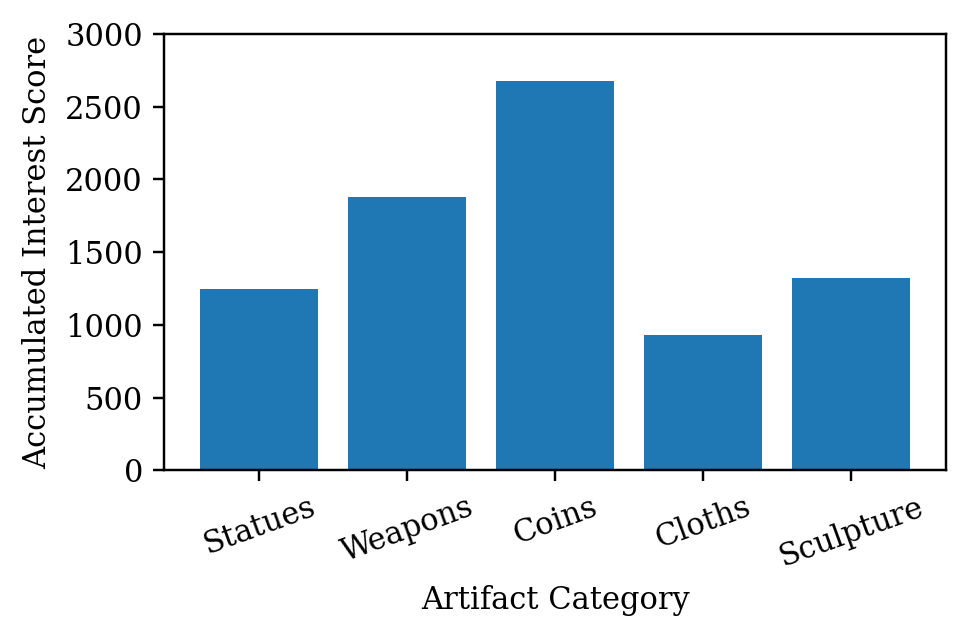 Accumulated Interest Score
3000
2500
2000
1500
1000
500
0
Statues
Weapons
Coins
Cloths
Sculpture
Artifact Category